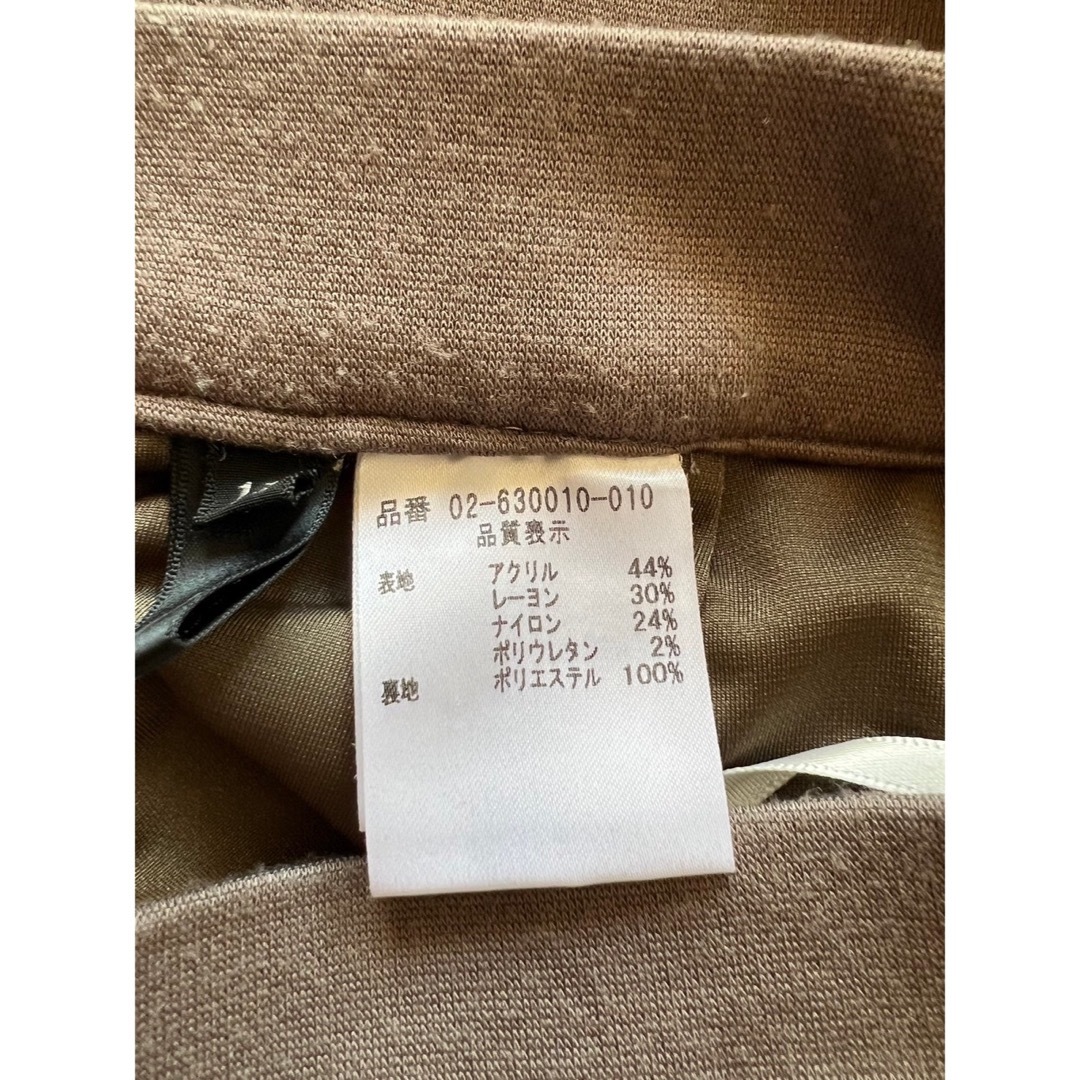 品番 02-630010-010
品質表示
表地 アクリル 44%
レーヨン 30%
ナイロン 24%
ポリウレタン 2%
裏地 ポリエステル 100%